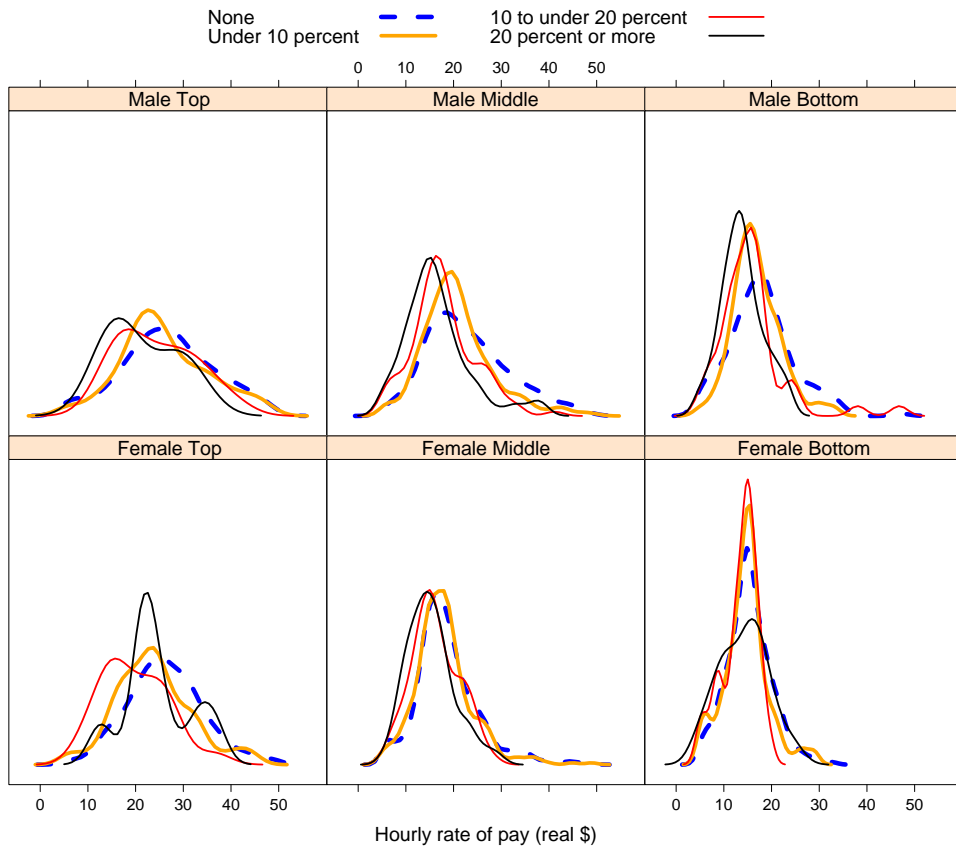 None 10 to under 20 percent
Under 10 percent 20 percent or more
0 10 20 30 40 50
Male Top Male Middle Male Bottom
Female Top Female Middle Female Bottom
0 10 20 30 40 50 0 10 20 30 40 50
Hourly rate of pay (real $)